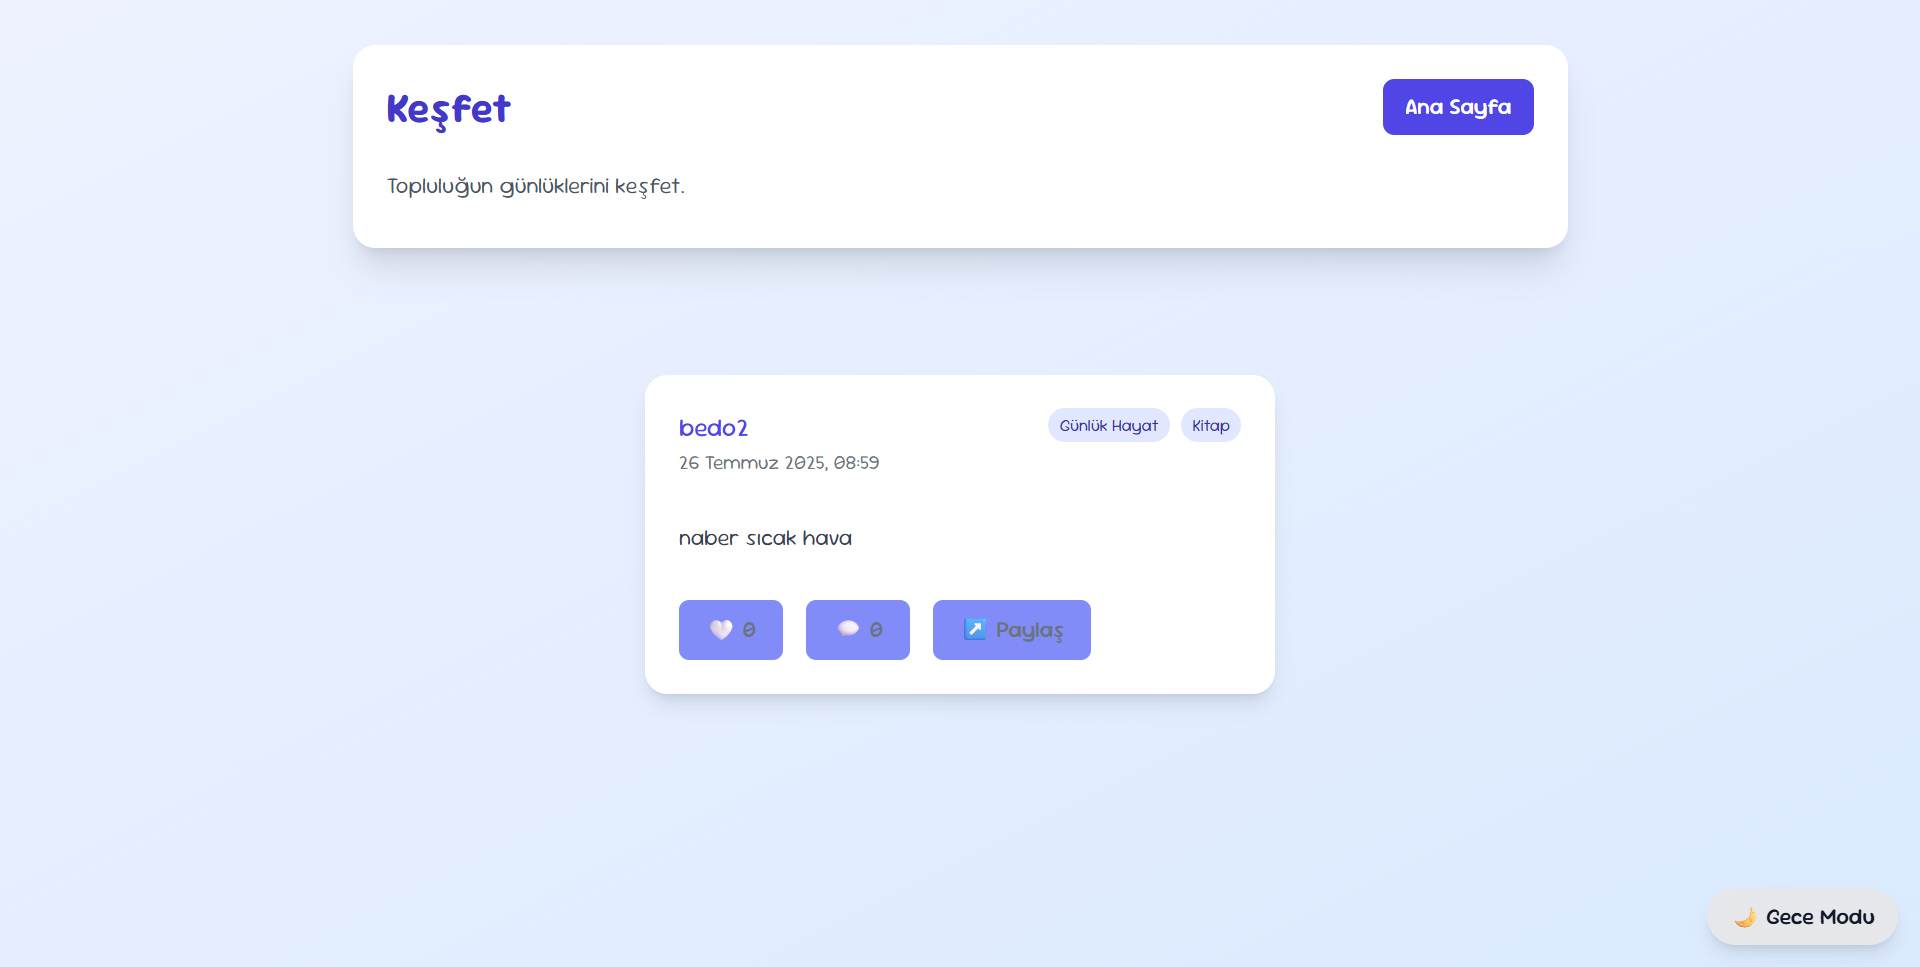 Keşfet
Ana Sayfa
Topluluğun günlüklerini keşfet.
bedo2
Günlük Hayat
Kitap
26 Temmuz 2025, 08:59
naber sıcak hava
🤍 0
💬 0
↗️ Paylaş
🌙 Gece Modu